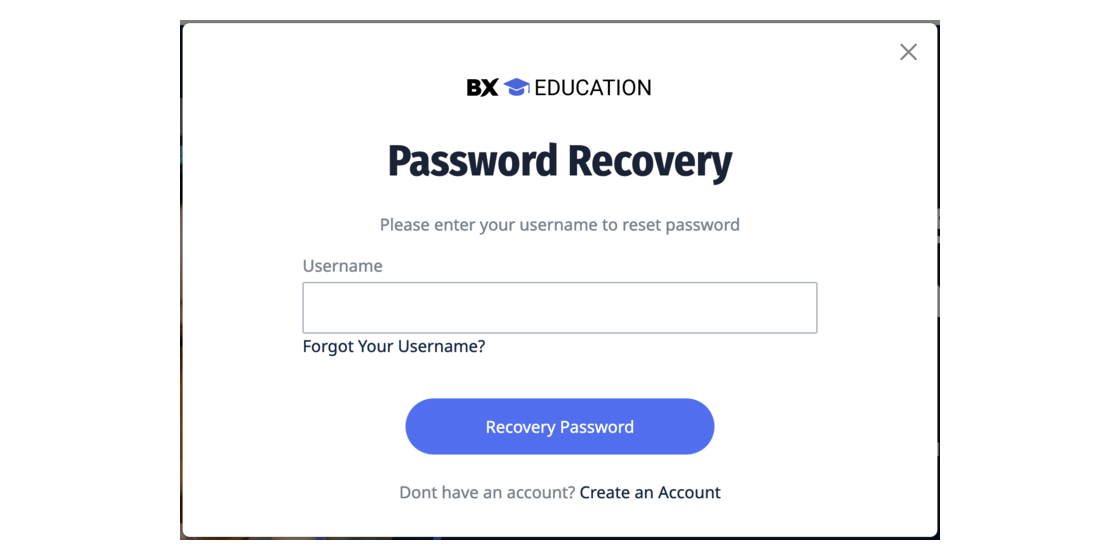 BX EDUCATION
Password Recovery
Please enter your username to reset password
Username
Forgot Your Username?
Recovery Password
Dont have an account? Create an Account